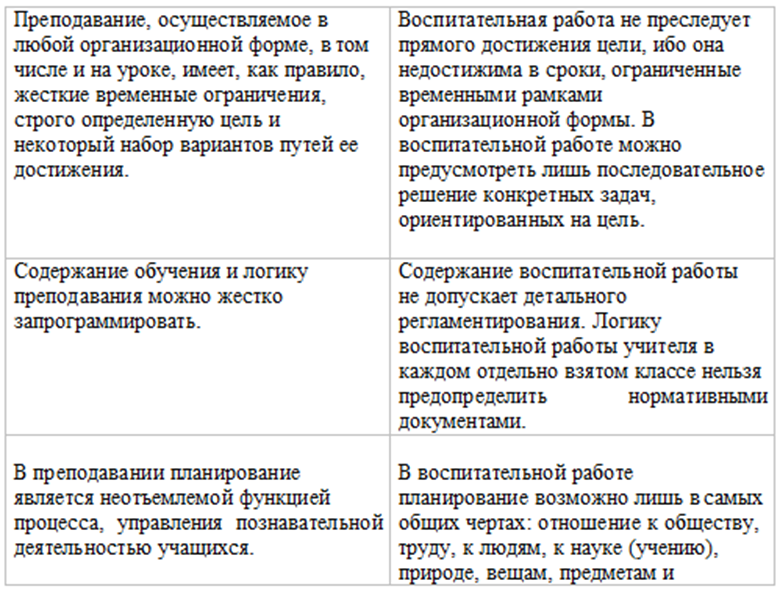 Преподавание, осуществляемое в
любой организационной форме, в том
числе и на уроке, имеет, как правило,
жесткие временные ограничения,
строго определенную цель и
некоторый набор вариантов путей ее
достижения.
Воспитательная работа не преследует
прямого достижения цели, ибо она
недостижима в сроки, ограниченные
временными рамками
организационной формы. В
воспитательной работе можно
предусмотреть лишь последовательное
решение конкретных задач,
ориентированных на цель.
Содержание обучения и логику
преподавания можно жестко
запрограммировать.
Содержание воспитательной работы
не допускает детального
регламентирования. Логику
воспитательной работы учителя в
каждом отдельно взятом классе нельзя
предопределить нормативными
документами.
В преподавании планирование
является неотъемлемой функцией
процесса, управления познавательной
деятельностью учащихся.
В воспитательной работе
планирование возможно лишь в самых
общих чертах: отношение к обществу,
труду, к людям, к науке (учению),
природе, вещам, предметам и